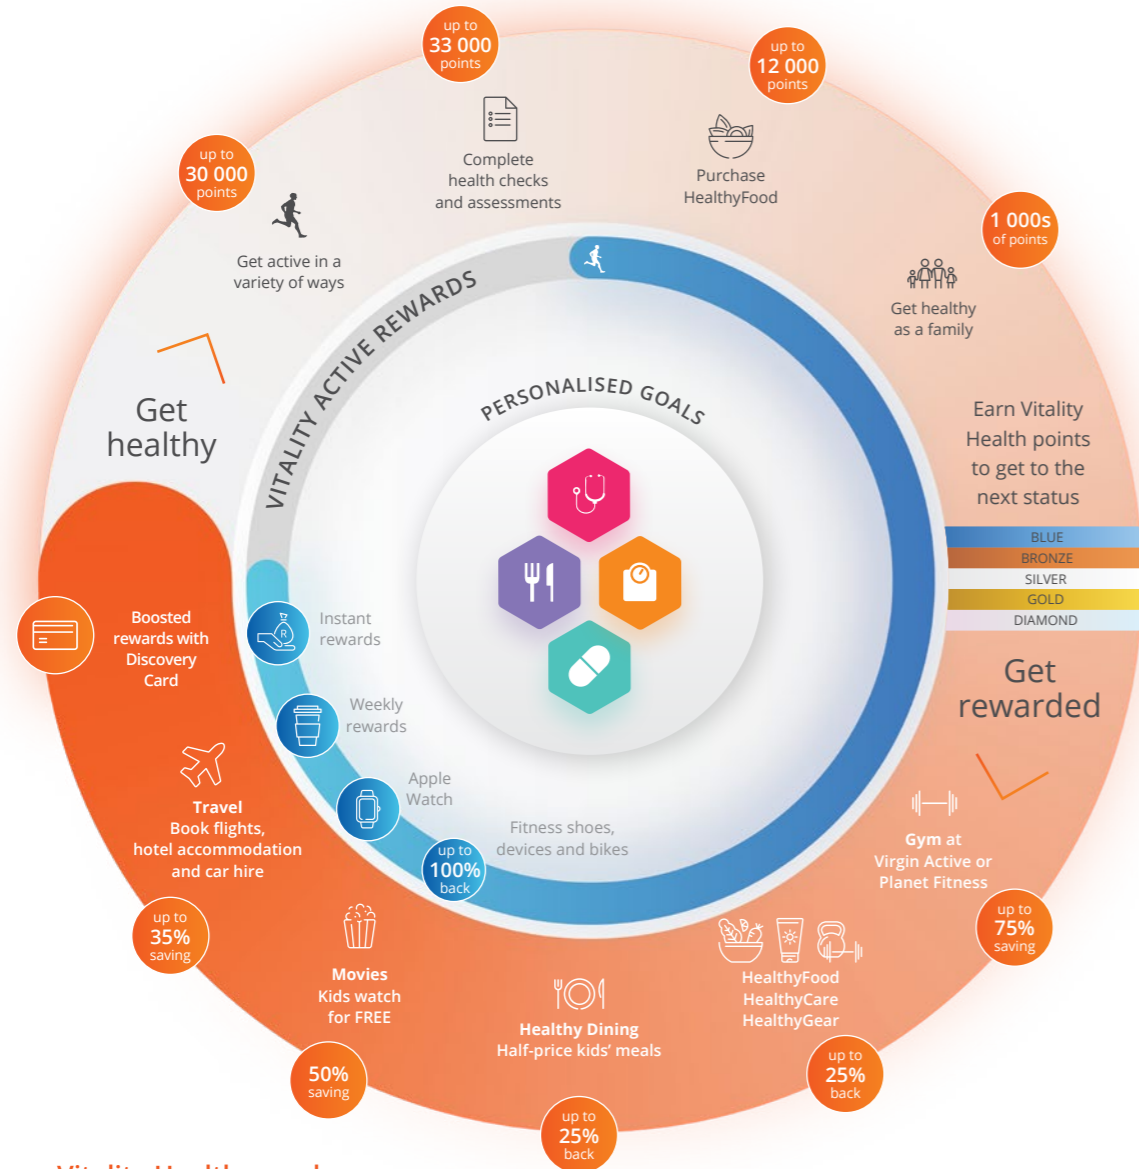 up to
33 000
points
up to
12 000
points
up to
30 000
points
1 000s
of points
Complete
health checks
and assessments
Purchase
HealthyFood
Get active in a
variety of ways
Get healthy
as a family
Get
healthy
VITALITY ACTIVE REWARDS
PERSONALISED GOALS
Earn Vitality
Health points
to get to the
next status
BLUE
BRONZE
SILVER
GOLD
DIAMOND
Get
rewarded
Boosted
rewards with
Discovery
Card
R
Instant
rewards
Weekly
rewards
Apple
Watch
up to
100%
back
Fitness shoes,
devices and bikes
Travel
Book flights,
hotel accommodation
and car hire
up to
35%
saving
Movies
Kids watch
for FREE
50%
saving
Healthy Dining
Half-price kids' meals
up to
25%
back
HealthyFood
HealthyCare
HealthyGear
up to
25%
back
Gym at
Virgin Active or
Planet Fitness
up to
75%
saving